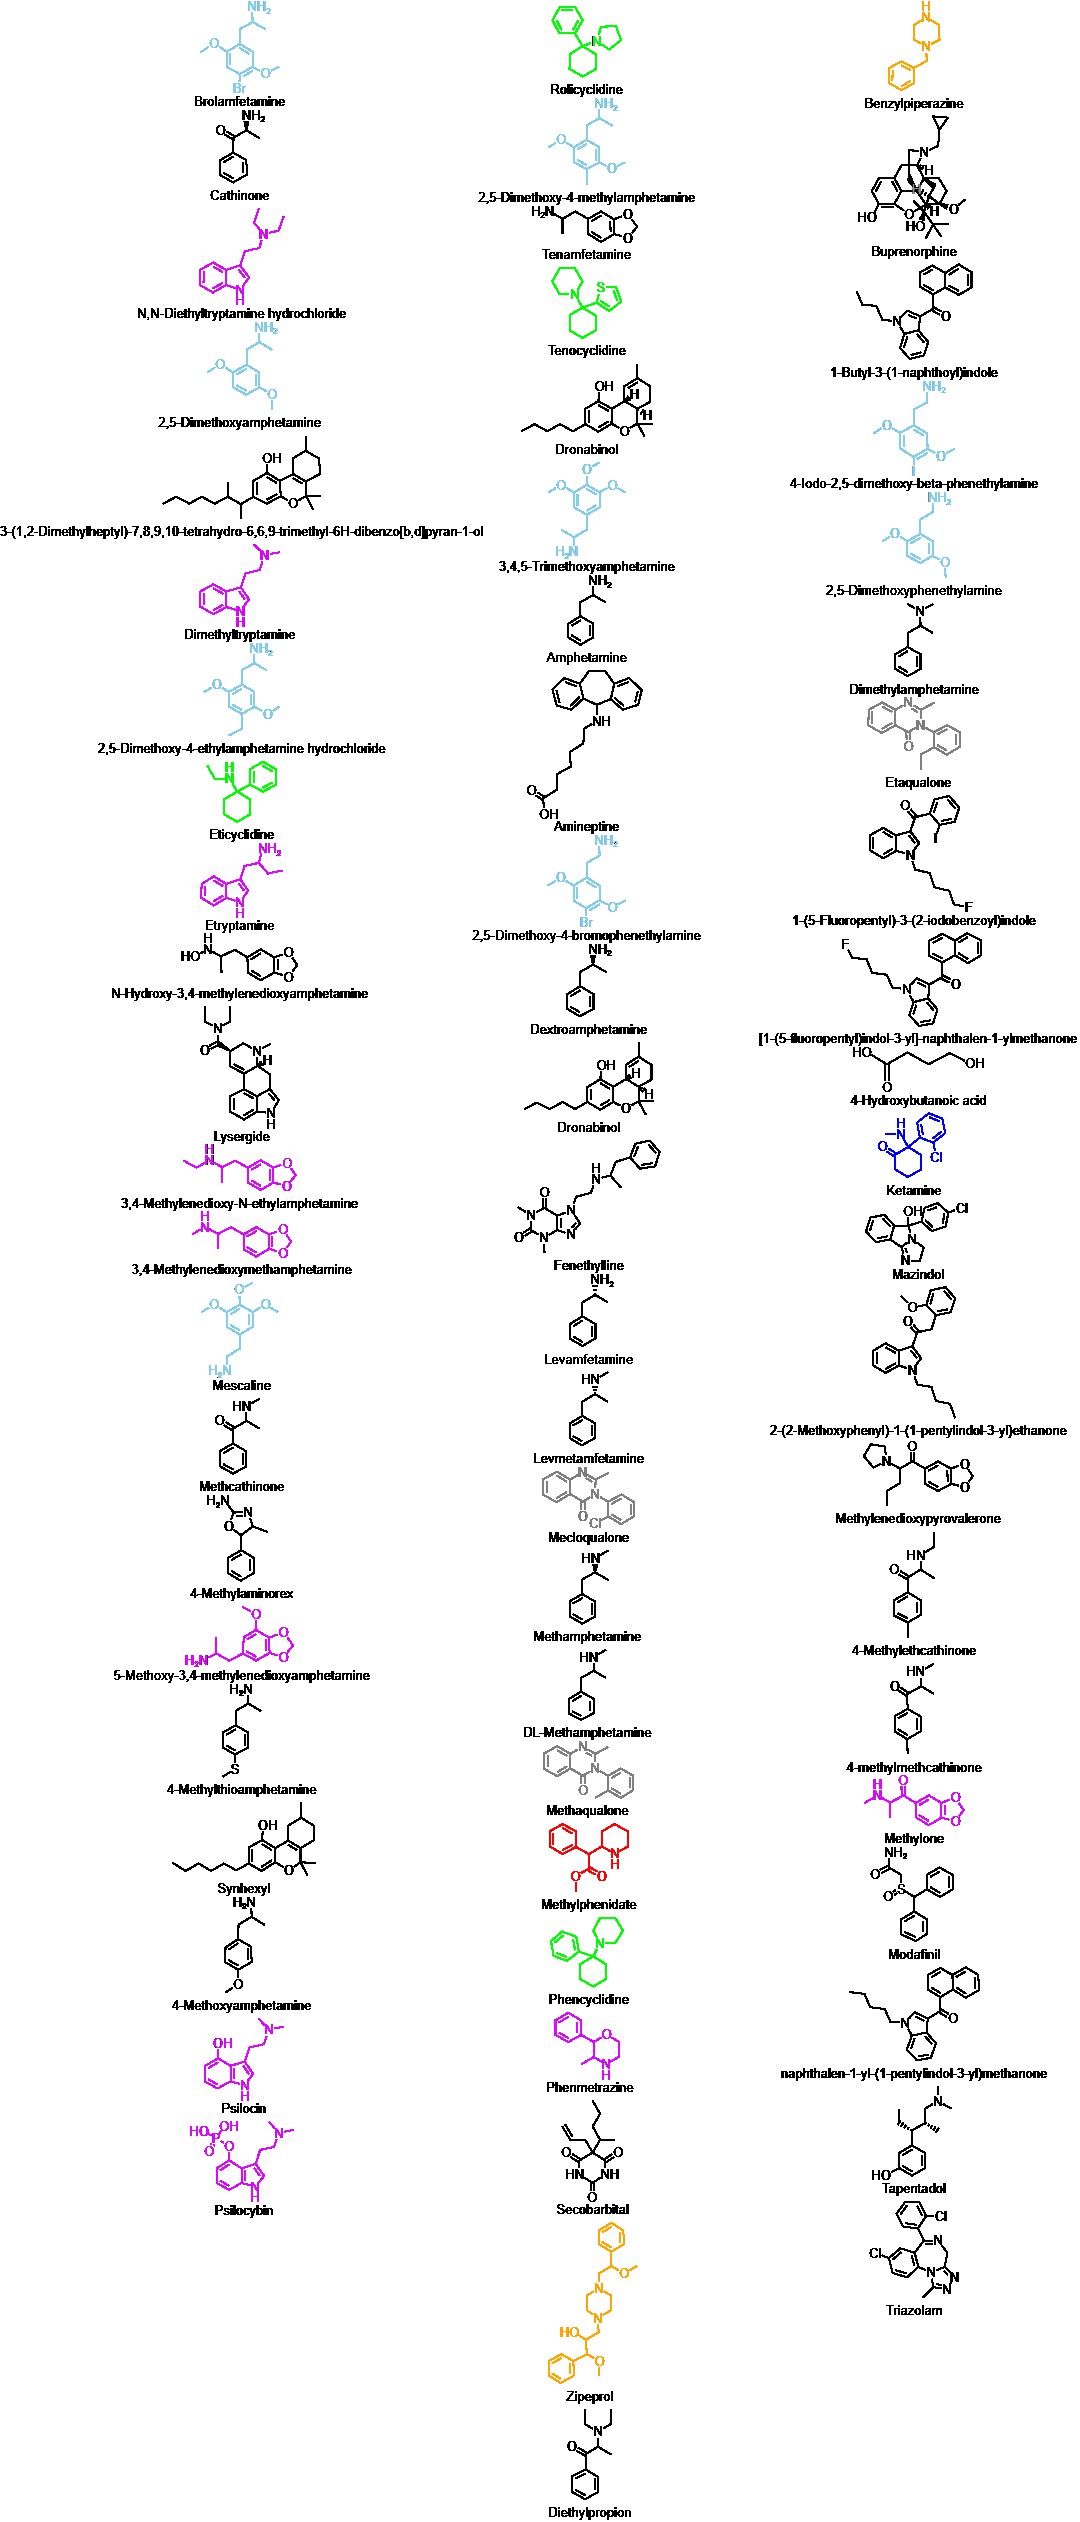 Brolamfetamine
Cathinone
N,N-Diethyltryptamine hydrochloride
2,5-Dimethoxyamphetamine
3-(1,2-Dimethylheptyl)-7,8,9,10-tetrahydro-6,6,9-trimethyl-6H-dibenzo[b,d]pyran-1-ol
Dimethyltryptamine
2,5-Dimethoxy-4-ethylamphetamine hydrochloride
Eticyclidine
Etryptamine
N-Hydroxy-3,4-methylenedioxyamphetamine
Lysergide
3,4-Methylenedioxy-N-ethylamphetamine
3,4-Methylenedioxymethamphetamine
Mescaline
Methcathinone
4-Methylaminorex
5-Methoxy-3,4-methylenedioxyamphetamine
4-Methylthioamphetamine
Synhexyl
4-Methoxyamphetamine
Psilocin
Psilocybin
Rolicyclidine
2,5-Dimethoxy-4-methylamphetamine
Tenamfetamine
Tenocyclidine
Dronabinol
3,4,5-Trimethoxyamphetamine
Amphetamine
Amineptine
2,5-Dimethoxy-4-bromophenethylamine
Dextroamphetamine
Dronabinol
Fenethylline
Levamfetamine
Levmetamfetamine
Mecloqualone
Methamphetamine
DL-Methamphetamine
Methaqualone
Methylphenidate
Phencyclidine
Phenmetrazine
Secobarbital
Zipeprol
Diethylpropion
Benzylpiperazine
Buprenorphine
1-Butyl-3-(1-naphthoyl)indole
4-Iodo-2,5-dimethoxy-beta-phenethylamine
2,5-Dimethoxyphenethylamine
Dimethylamphetamine
Etaqualone
1-(5-Fluoropentyl)-3-(2-iodobenzoyl)indole
[1-(5-fluoropentyl)indol-3-yl]-naphthalen-1-ylmethanone
4-Hydroxybutanoic acid
Ketamine
Mazindol
2-(2-Methoxyphenyl)-1-(1-pentylindol-3-yl)ethanone
Methylenedioxypyrovalerone
4-Methylethcathinone
4-methylmethcathinone
Methylone
Modafinil
naphthalen-1-yl-(1-pentylindol-3-yl)methanone
Tapentadol
Triazolam